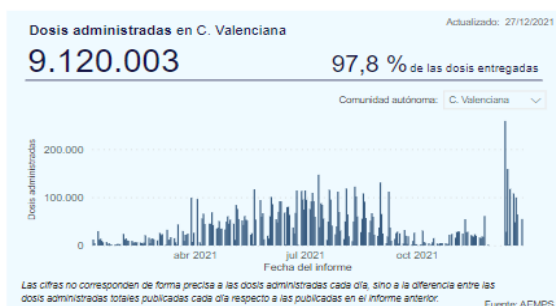 Actualizado: 27/12/2021
Dosis administradas en C. Valenciana
9.120.003
97,8 % de las dosis entregadas
Comunidad autónoma: C. Valenciana
Dosis administradas
200.000
100.000
0
abr 2021 jul 2021 oct 2021
Fecha del informe
Las cifras no corresponden de forma precisa a las dosis administradas cada día, sino a la diferencia entre las
dosis administradas totales publicadas cada día respecto a las publicadas en el informe anterior.
Fuente: AEMPS